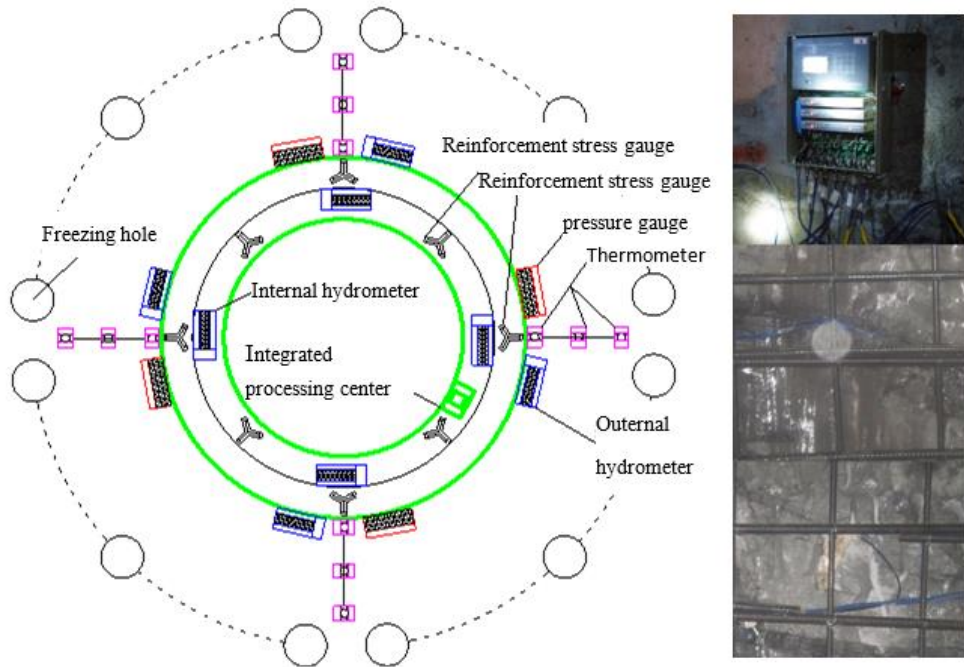 Reinforcement stress gauge
Reinforcement stress gauge
pressure gauge
Freezing hole
Thermometer
Internal hydrometer
Integrated
processing center
Outernal
hydrometer